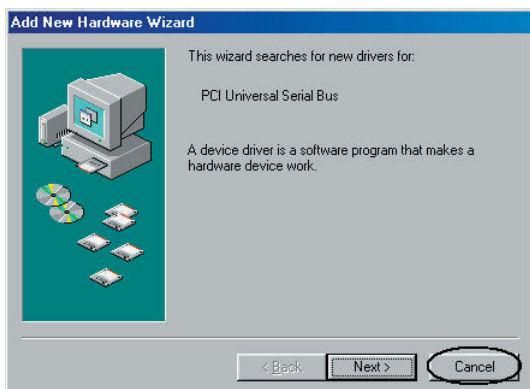 Add New Hardware Wizard
This wizard searches for new drivers for:
PCI Universal Serial Bus
A device driver is a software program that makes a
hardware device work.
< Back
Next >
Cancel